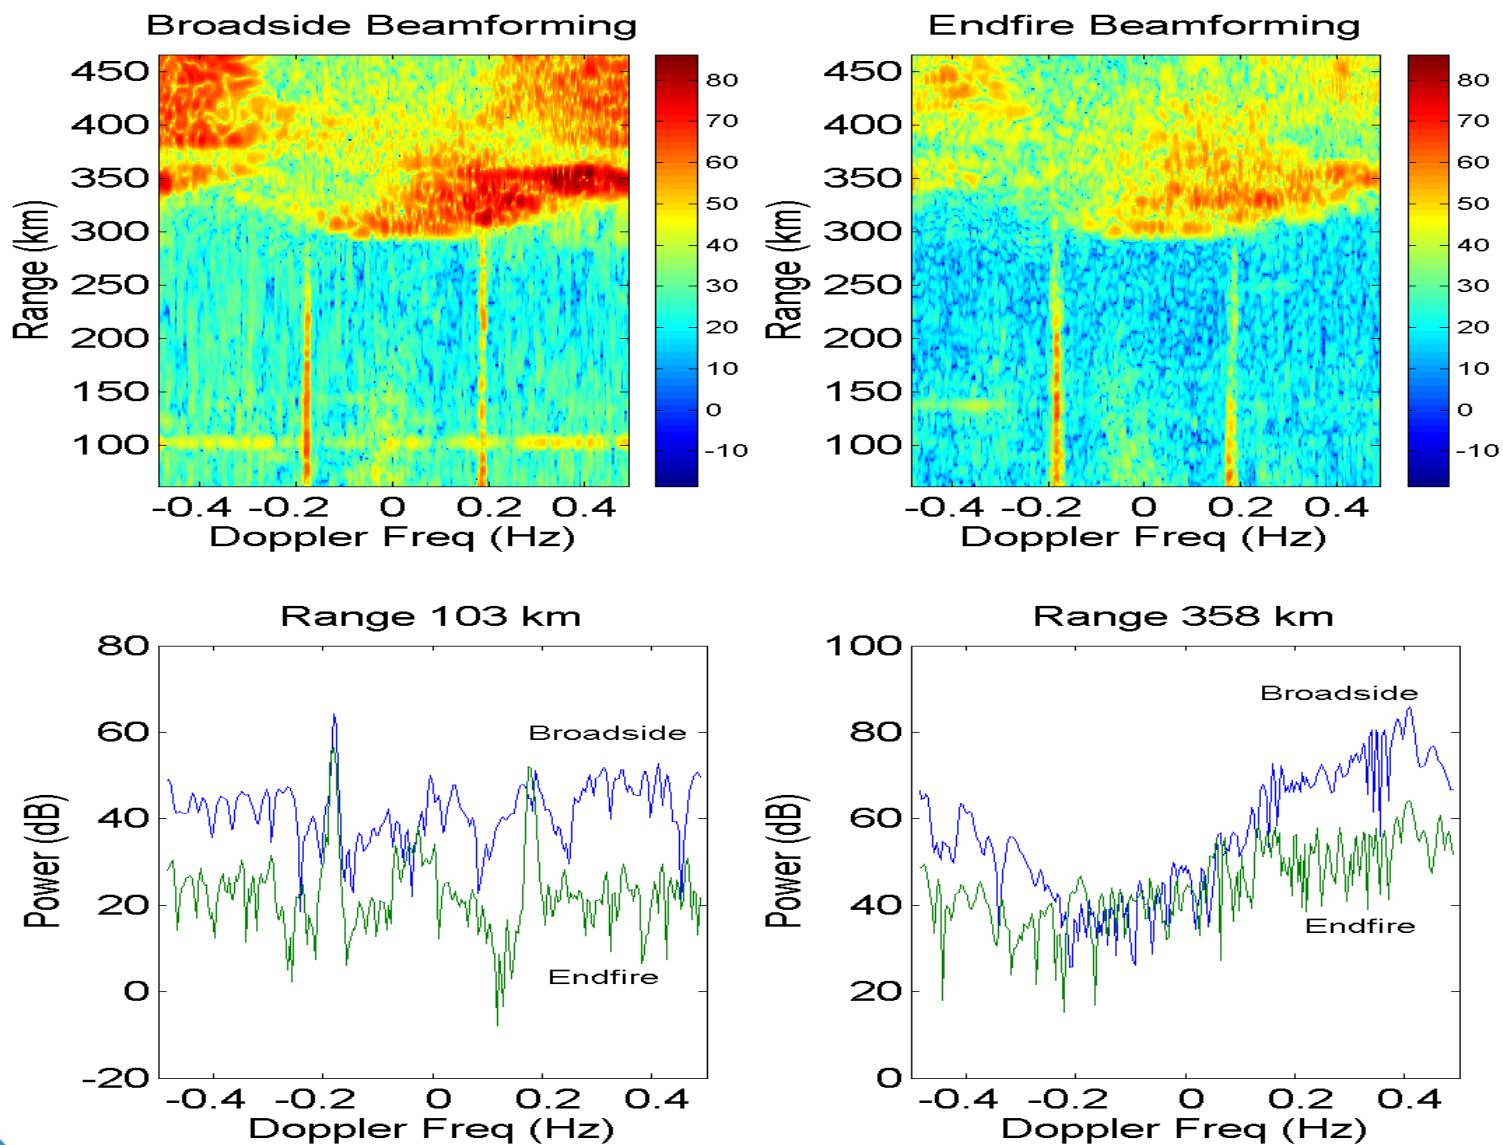 Broadside Beamforming
Endfire Beamforming
450
400
350
300
250
200
150
100
Range (km)
-0.4 -0.2 0 0.2 0.4
Doppler Freq (Hz)
80
70
60
50
40
30
20
10
0
-10
450
400
350
300
250
200
150
100
Range (km)
-0.4 -0.2 0 0.2 0.4
Doppler Freq (Hz)
80
70
60
50
40
30
20
10
0
-10
Range 103 km
80
60
40
20
0
-20
Power (dB)
Broadside
Endfire
-0.4 -0.2 0 0.2 0.4
Doppler Freq (Hz)
Range 358 km
100
80
60
40
20
0
Power (dB)
Broadside
Endfire
-0.4 -0.2 0 0.2 0.4
Doppler Freq (Hz)